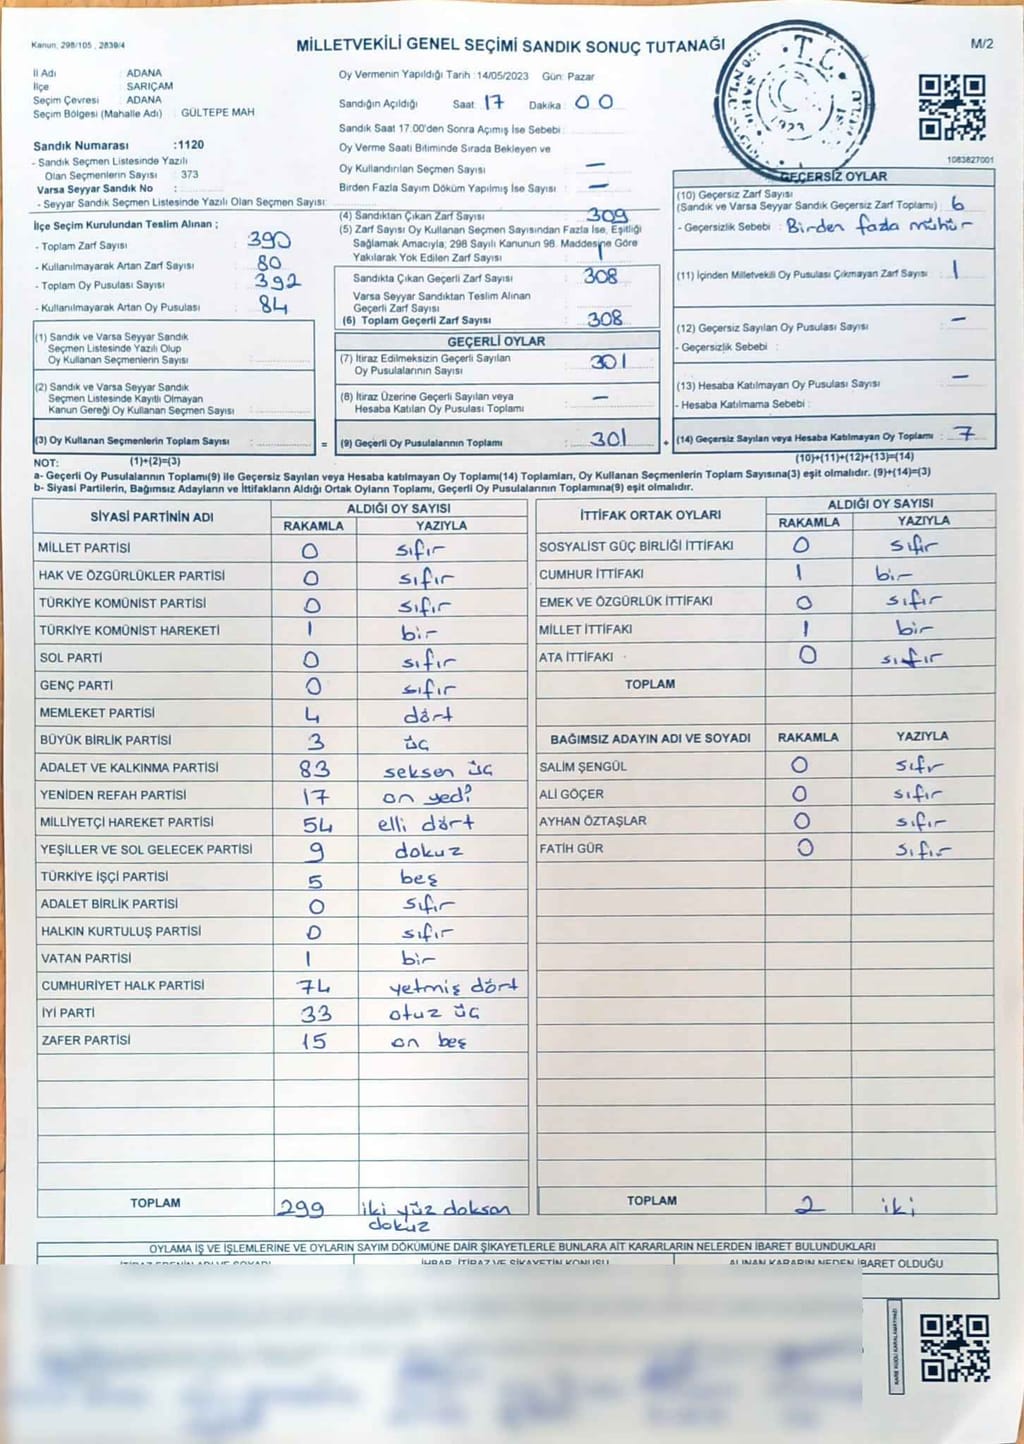 Kanun, 298/105 , 2839/4
MİLLETVEKİLİ GENEL SEÇİMİ SANDIK SONUÇ TUTANAĞI
M/2
İl Adı : ADANA
İlçe : SARIÇAM
Seçim Çevresi : ADANA
Seçim Bölgesi (Mahalle Adı) : GÜLTEPE MAH
Sandık Numarası :1120
- Sandık Seçmen Listesinde Yazılı
Olan Seçmenlerin Sayısı : 373
Varsa Seyyar Sandık No :
- Seyyar Sandık Seçmen Listesinde Yazılı Olan Seçmen Sayısı:
İlçe Seçim Kurulundan Teslim Alınan ;
- Toplam Zarf Sayısı : 390
- Kullanılmayarak Artan Zarf Sayısı : 80
- Toplam Oy Pusulası Sayısı : 392
- Kullanılmayarak Artan Oy Pusulası : 84
(1) Sandık ve Varsa Seyyar Sandık
Seçmen Listesinde Yazılı Olup
Oy Kullanan Seçmenlerin Sayısı :
(2) Sandık ve Varsa Seyyar Sandık
Seçmen Listesinde Kayıtlı Olmayan
Kanun Gereği Oy Kullanan Seçmen Sayısı :
(3) Oy Kullanan Seçmenlerin Toplam Sayısı : =
Oy Vermenin Yapıldığı Tarih :14/05/2023 Gün: Pazar
Sandığın Açıldığı Saat: 17 Dakika: 00
Sandık Saat 17.00'den Sonra Açımış İse Sebebi :
Oy Verme Saati Bitiminde Sırada Bekleyen ve
Oy Kullandırılan Seçmen Sayısı : —
Birden Fazla Sayım Döküm Yapılmış İse Sayısı : —
(4) Sandıktan Çıkan Zarf Sayısı : 309
(5) Zarf Sayısı Oy Kullanan Seçmen Sayısından Fazla İse, Eşitliği
Sağlamak Amacıyla; 298 Sayılı Kanunun 98. Maddesine Göre
Yakılarak Yok Edilen Zarf Sayısı : 1
Sandıkta Çıkan Geçerli Zarf Sayısı : 308
Varsa Seyyar Sandıktan Teslim Alınan
Geçerli Zarf Sayısı :
(6) Toplam Geçerli Zarf Sayısı : 308
GEÇERLİ OYLAR
(7) İtiraz Edilmeksizin Geçerli Sayılan
Oy Pusulalarının Sayısı : 301
(8) İtiraz Üzerine Geçerli Sayılan veya
Hesaba Katılan Oy Pusulası Toplamı : —
(9) Geçerli Oy Pusulalarının Toplamı : 301 +
T.C.
1923
1083827001
GEÇERSİZ OYLAR
(10) Geçersiz Zarf Sayısı
(Sandık ve Varsa Seyyar Sandık Geçersiz Zarf Toplamı) : 6
- Geçersizlik Sebebi : Birden fazla mühür
(11) İçinden Milletvekili Oy Pusulası Çıkmayan Zarf Sayısı : 1
(12) Geçersiz Sayılan Oy Pusulası Sayısı : —
- Geçersizlik Sebebi :
(13) Hesaba Katılmayan Oy Pusulası Sayısı : —
- Hesaba Katılmama Sebebi :
(14) Geçersiz Sayılan veya Hesaba Katılmayan Oy Toplamı : 7
NOT: (1)+(2)=(3) (10)+(11)+(12)+(13)=(14)
a- Geçerli Oy Pusulalarının Toplamı(9) ile Geçersiz Sayılan veya Hesaba katılmayan Oy Toplamı(14) Toplamları, Oy Kullanan Seçmenlerin Toplam Sayısına(3) eşit olmalıdır. (9)+(14)=(3)
b- Siyasi Partilerin, Bağımsız Adayların ve İttifakların Aldığı Ortak Oyların Toplamı, Geçerli Oy Pusulalarının Toplamına(9) eşit olmalıdır.
SİYASİ PARTİNİN ADI ALDIĞI OY SAYISI
RAKAMLA YAZIYLA
MİLLET PARTİSİ 0 sıfır
HAK VE ÖZGÜRLÜKLER PARTİSİ 0 sıfır
TÜRKİYE KOMÜNİST PARTİSİ 0 sıfır
TÜRKİYE KOMÜNİST HAREKETİ 1 bir
SOL PARTİ 0 sıfır
GENÇ PARTİ 0 sıfır
MEMLEKET PARTİSİ 4 dört
BÜYÜK BİRLİK PARTİSİ 3 üç
ADALET VE KALKINMA PARTİSİ 83 seksen üç
YENİDEN REFAH PARTİSİ 17 on yedi
MİLLİYETÇİ HAREKET PARTİSİ 54 elli dört
YEŞİLLER VE SOL GELECEK PARTİSİ 9 dokuz
TÜRKİYE İŞÇİ PARTİSİ 5 beş
ADALET BİRLİK PARTİSİ 0 sıfır
HALKIN KURTULUŞ PARTİSİ 0 sıfır
VATAN PARTİSİ 1 bir
CUMHURİYET HALK PARTİSİ 74 yetmiş dört
İYİ PARTİ 33 otuz üç
ZAFER PARTİSİ 15 on beş
TOPLAM 299 iki yüz doksan
dokuz
İTTİFAK ORTAK OYLARI ALDIĞI OY SAYISI
RAKAMLA YAZIYLA
SOSYALİST GÜÇ BİRLİĞİ İTTİFAKI 0 sıfır
CUMHUR İTTİFAKI 1 bir
EMEK VE ÖZGÜRLÜK İTTİFAKI 0 sıfır
MİLLET İTTİFAKI 1 bir
ATA İTTİFAKI 0 sıfır
TOPLAM
BAĞIMSIZ ADAYIN ADI VE SOYADI RAKAMLA YAZIYLA
SALİM ŞENGÜL 0 sıfr
ALİ GÖÇER 0 sıfır
AYHAN ÖZTAŞLAR 0 sıfır
FATİH GÜR 0 sıfır
TOPLAM 2 iki
OYLAMA İŞ VE İŞLEMLERİNE VE OYLARIN SAYIM DÖKÜMÜNE DAİR ŞİKAYETLERLE BUNLARA AİT KARARLARIN NELERDEN İBARET BULUNDUKLARI
İTİRAZ EDENİN ADI VE SOYADI İHBAR, İTİRAZ VE ŞİKAYETİN KONUSU ALINAN KARARIN NEDEN İBARET OLDUĞU